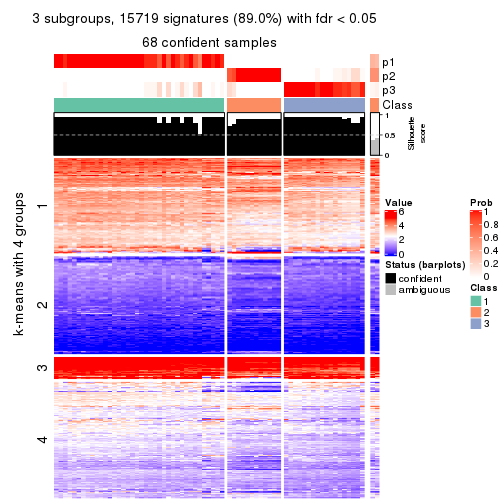 3 subgroups, 15719 signatures (89.0%) with fdr < 0.05
68 confident samples
p1
p2
p3
Class
1
0.5
0
Silhouette
score
k-means with 4 groups
1
2
3
4
Value
6
4
2
0
Status (barplots)
confident
ambiguous
Prob
1
0.8
0.6
0.4
0.2
0
Class
1
2
3